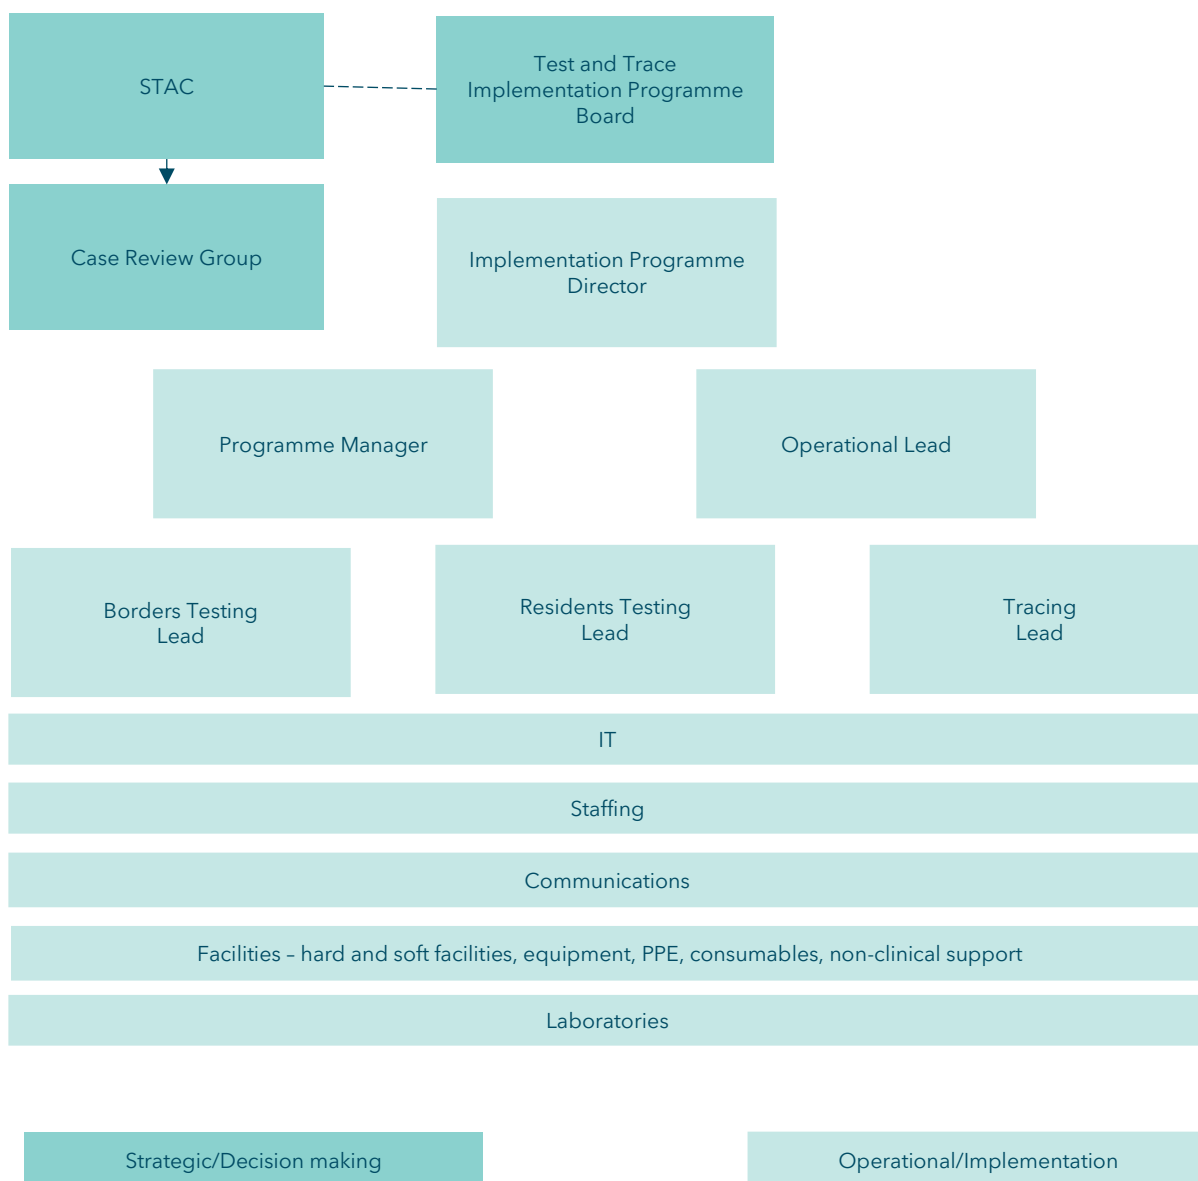 STAC
Test and Trace
Implementation Programme
Board
Case Review Group
Implementation Programme
Director
Programme Manager
Operational Lead
Borders Testing
Lead
Residents Testing
Lead
Tracing
Lead
IT
Staffing
Communications
Facilities – hard and soft facilities, equipment, PPE, consumables, non-clinical support
Laboratories
Strategic/Decision making
Operational/Implementation